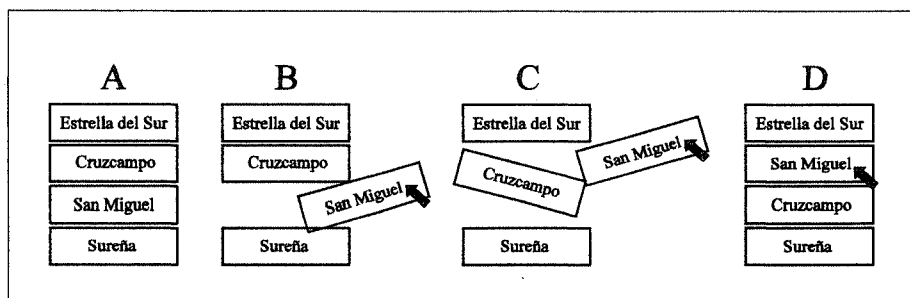 A
Estrella del Sur
Cruzcampo
San Miguel
Sureña
B
Estrella del Sur
Cruzcampo
San Miguel
Sureña
C
Estrella del Sur
Cruzcampo
San Miguel
Sureña
D
Estrella del Sur
San Miguel
Cruzcampo
Sureña